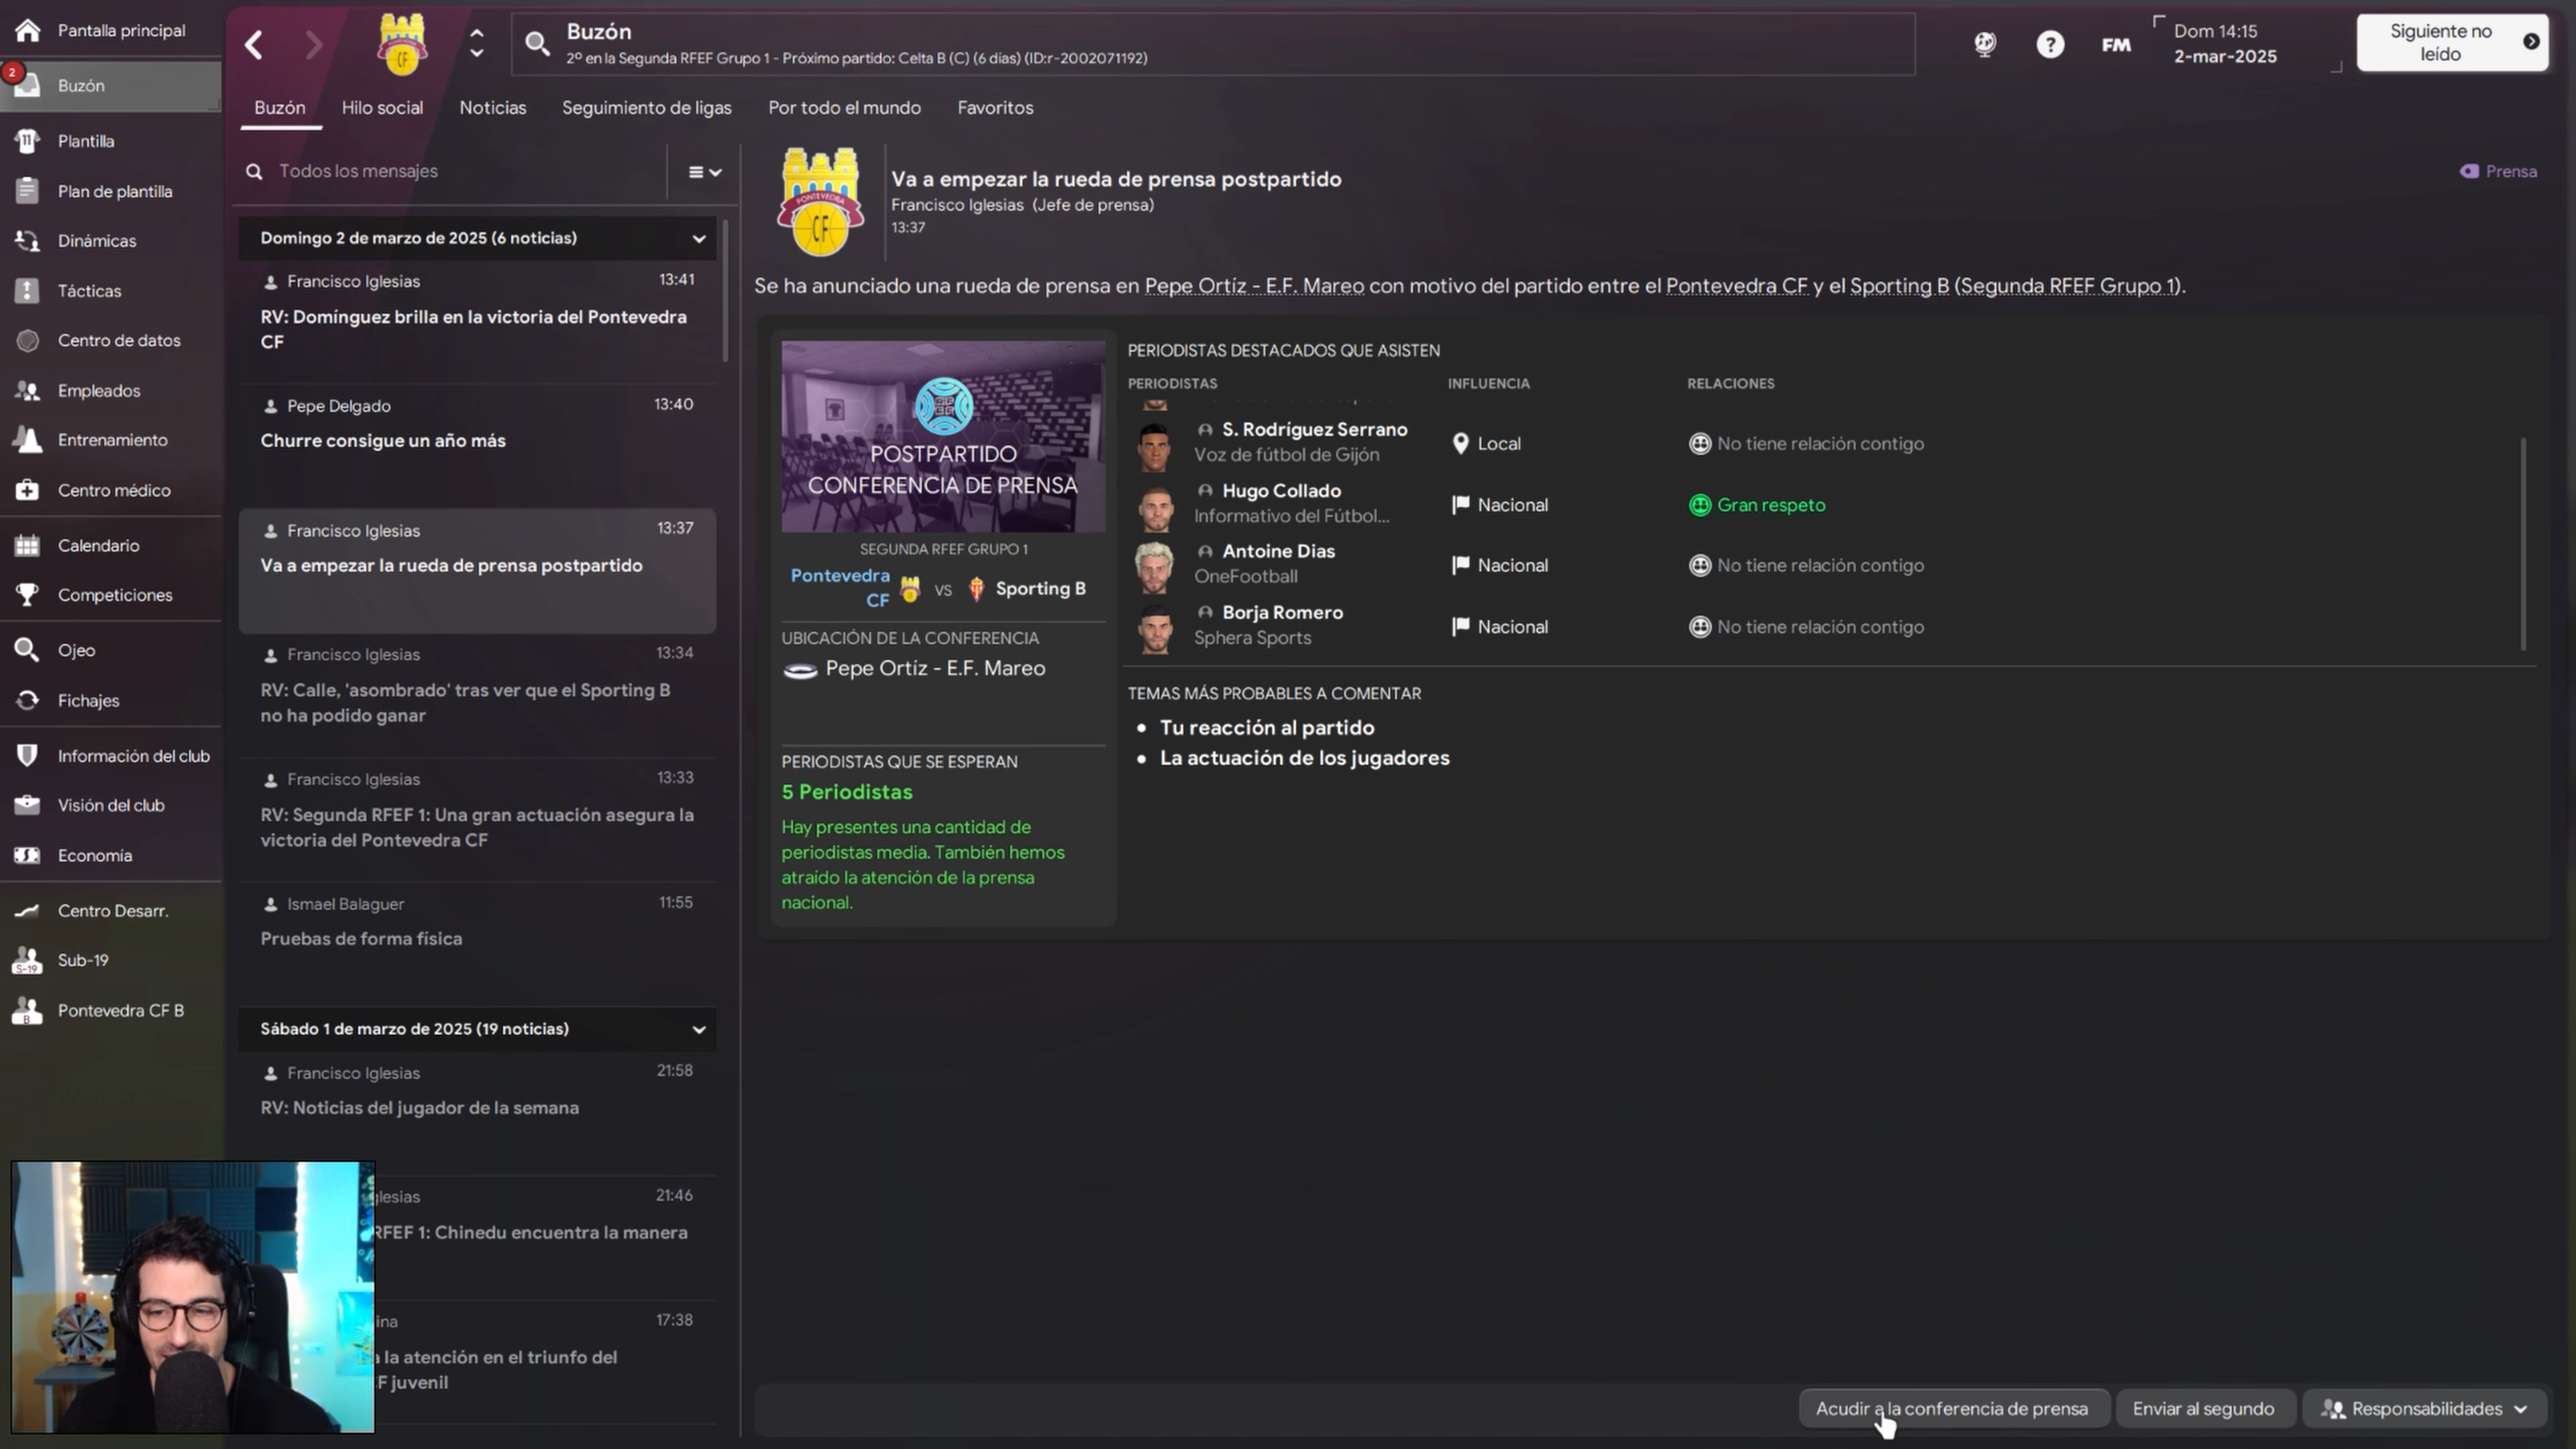 Pantalla principal
2
Buzón
Plantilla
Plan de plantilla
Dinámicas
Tácticas
Centro de datos
Empleados
Entrenamiento
Centro médico
Calendario
Competiciones
Ojeo
Fichajes
Información del club
Visión del club
Economía
Centro Desarr.
S-19
Sub-19
B
Pontevedra CF B
CF
Buzón
2º en la Segunda RFEF Grupo 1 - Próximo partido: Celta B (C) (6 días) (ID:r-2002071192)
?
FM
Dom 14:15
2-mar-2025
Siguiente no
leído
Buzón
Hilo social
Noticias
Seguimiento de ligas
Por todo el mundo
Favoritos
Todos los mensajes
Domingo 2 de marzo de 2025 (6 noticias)
Francisco Iglesias 13:41
RV: Domínguez brilla en la victoria del Pontevedra
CF
Pepe Delgado 13:40
Churre consigue un año más
Francisco Iglesias 13:37
Va a empezar la rueda de prensa postpartido
Francisco Iglesias 13:34
RV: Calle, 'asombrado' tras ver que el Sporting B
no ha podido ganar
Francisco Iglesias 13:33
RV: Segunda RFEF 1: Una gran actuación asegura la
victoria del Pontevedra CF
Ismael Balaguer 11:55
Pruebas de forma física
Sábado 1 de marzo de 2025 (19 noticias)
Francisco Iglesias 21:58
RV: Noticias del jugador de la semana
glesias 21:46
RFEF 1: Chinedu encuentra la manera
ina 17:38
a la atención en el triunfo del
F juvenil
PONTEVEDRA
CF
Va a empezar la rueda de prensa postpartido
Francisco Iglesias (Jefe de prensa)
13:37
Prensa
Se ha anunciado una rueda de prensa en Pepe Ortíz - E.F. Mareo con motivo del partido entre el Pontevedra CF y el Sporting B (Segunda RFEF Grupo 1).
POSTPARTIDO
CONFERENCIA DE PRENSA
SEGUNDA RFEF GRUPO 1
Pontevedra
CF
VS
Sporting B
UBICACIÓN DE LA CONFERENCIA
Pepe Ortíz - E.F. Mareo
PERIODISTAS QUE SE ESPERAN
5 Periodistas
Hay presentes una cantidad de
periodistas media. También hemos
atraído la atención de la prensa
nacional.
PERIODISTAS DESTACADOS QUE ASISTEN
PERIODISTAS INFLUENCIA RELACIONES
S. Rodríguez Serrano
Voz de fútbol de Gijón
Local
No tiene relación contigo
Hugo Collado
Informativo del Fútbol...
Nacional
Gran respeto
Antoine Dias
OneFootball
Nacional
No tiene relación contigo
Borja Romero
Sphera Sports
Nacional
No tiene relación contigo
TEMAS MÁS PROBABLES A COMENTAR
• Tu reacción al partido
• La actuación de los jugadores
Acudir a la conferencia de prensa
Enviar al segundo
Responsabilidades